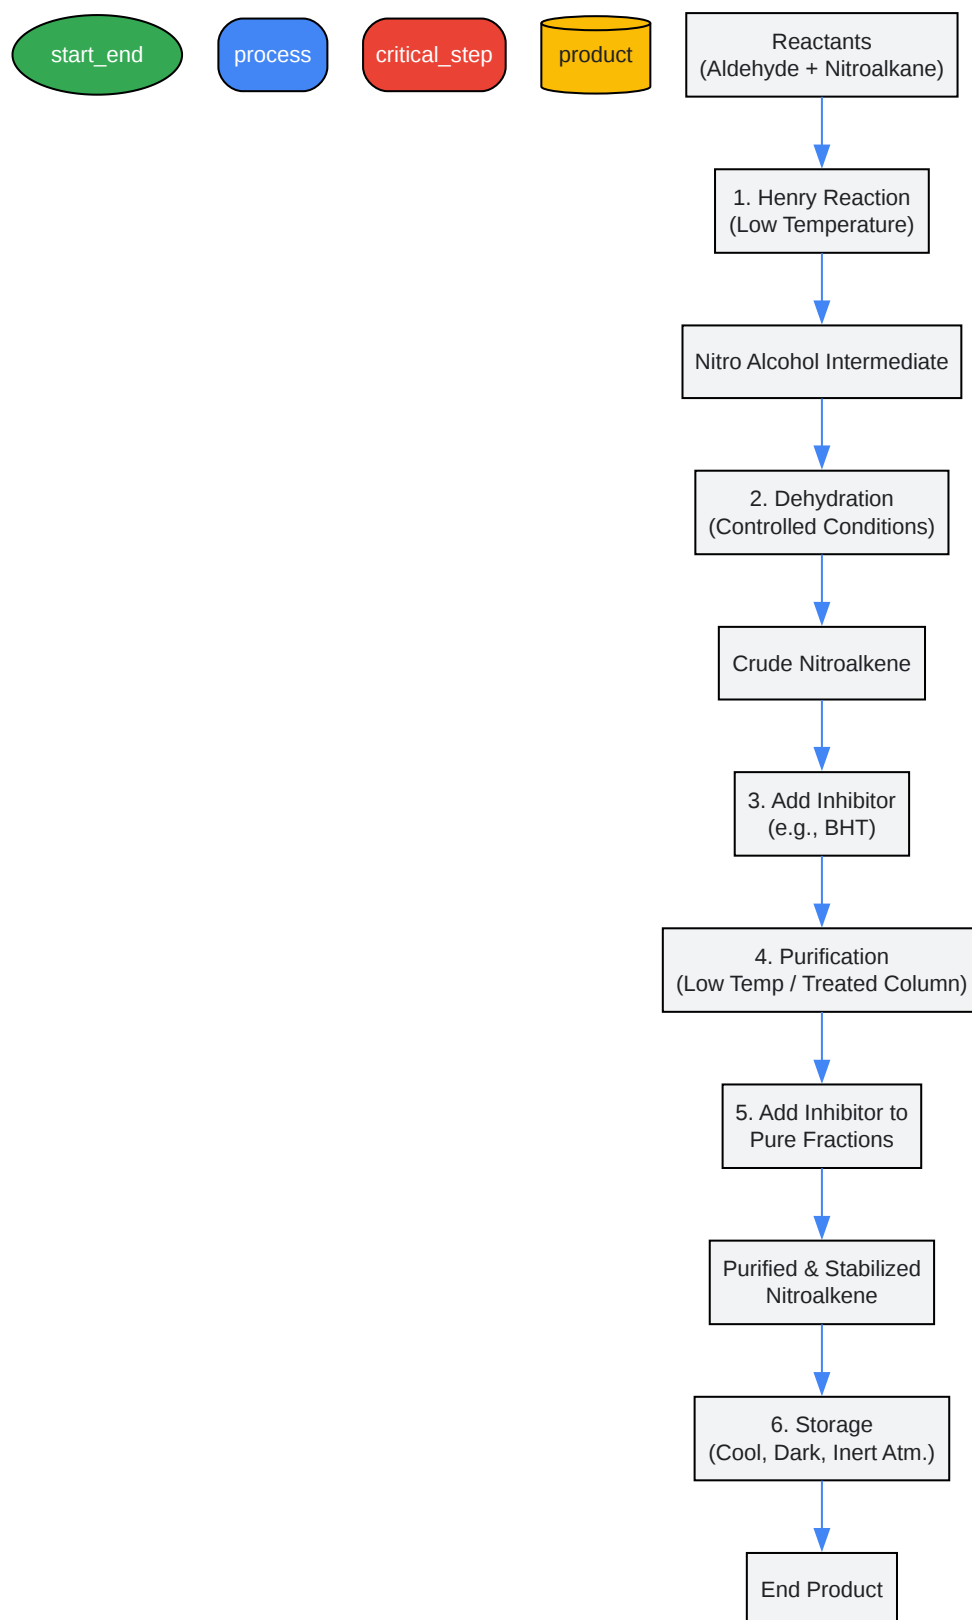 start_end
process
critical_step
product
Reactants
(Aldehyde + Nitroalkane)
1. Henry Reaction
(Low Temperature)
Nitro Alcohol Intermediate
2. Dehydration
(Controlled Conditions)
Crude Nitroalkene
3. Add Inhibitor
(e.g., BHT)
4. Purification
(Low Temp / Treated Column)
5. Add Inhibitor to
Pure Fractions
Purified & Stabilized
Nitroalkene
6. Storage
(Cool, Dark, Inert Atm.)
End Product